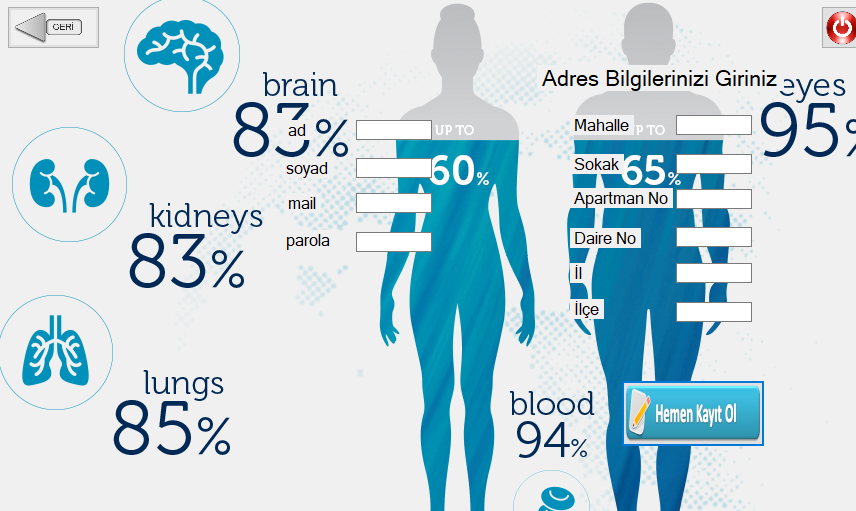 GERİ
brain
83%
kidneys
83%
lungs
85%
ad
soyad
mail
parola
UP TO
60%
Adres Bilgilerinizi Giriniz
Mahalle
Sokak
Apartman No
Daire No
İl
İlçe
P TO
65%
eyes
95%
blood
94%
Hemen Kayıt Ol